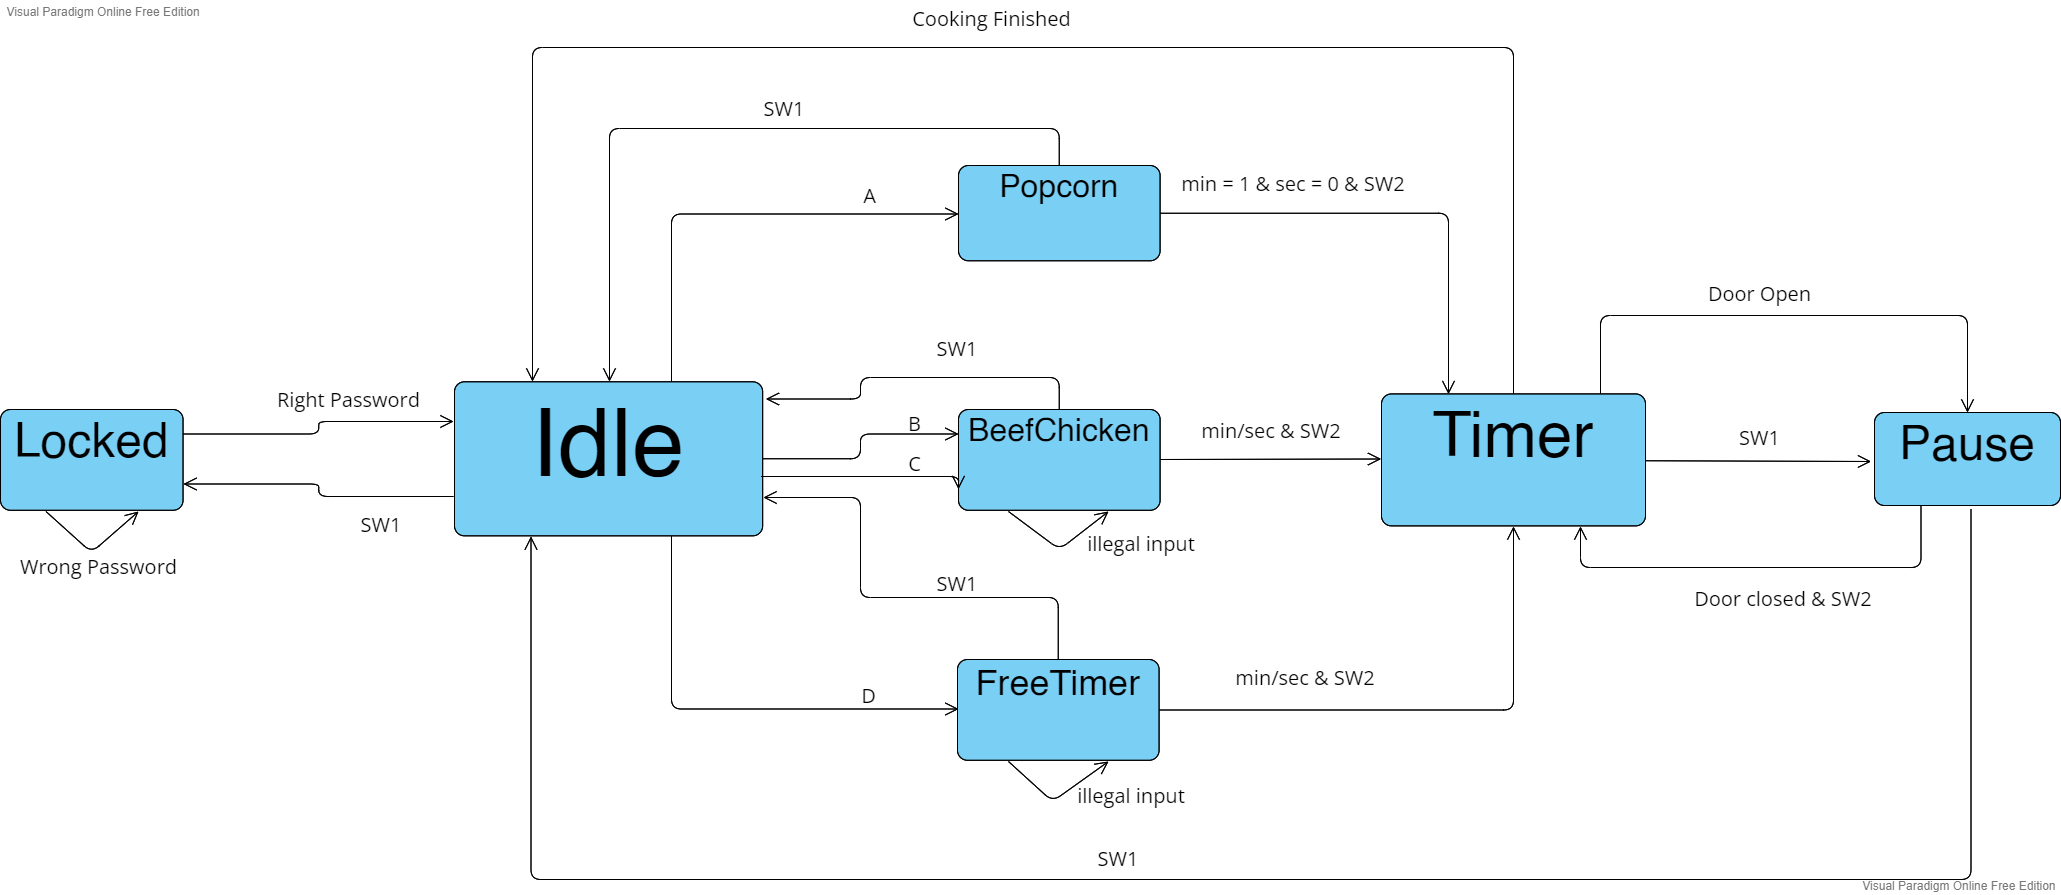 Visual Paradigm Online Free Edition
Cooking Finished
SW1
Popcorn
A
min = 1 & sec = 0 & SW2
Door Open
SW1
Right Password
Locked
Idle
B
BeefChicken
C
min/sec & SW2
Timer
SW1
Pause
SW1
Wrong Password
illegal input
SW1
Door closed & SW2
D
FreeTimer
min/sec & SW2
illegal input
SW1
Visual Paradigm Online Free Edition